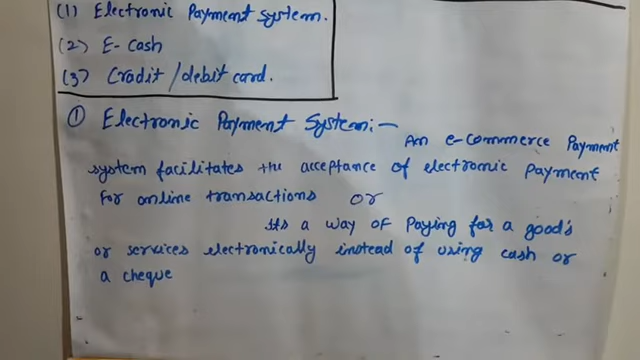 (1) Electronic Payment System.
(2) E-Cash
(3) Cradit/debit card.
① Electronic Payment System:-
An e-commerce Payment
system facilitates the acceptance of electronic payment
For online transactions or
Its a way of Paying for a good's
or services electronically instead of using cash or
a cheque